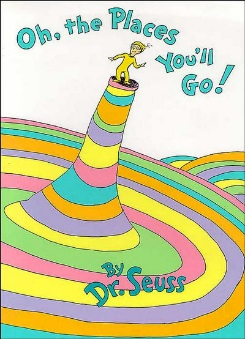 Oh, the Places
You'll
Go!
By
Dr. Seuss